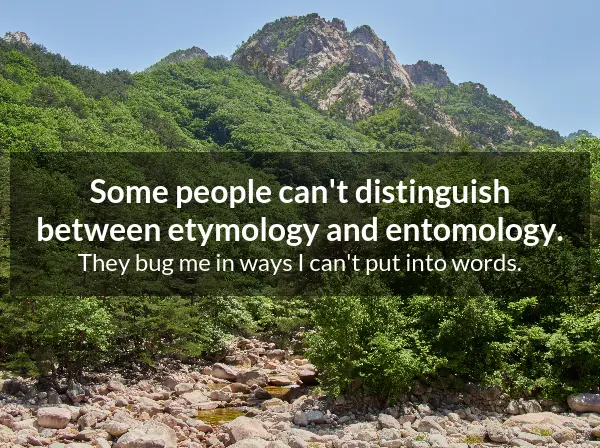 Some people can't distinguish
between etymology and entomology.
They bug me in ways I can't put into words.